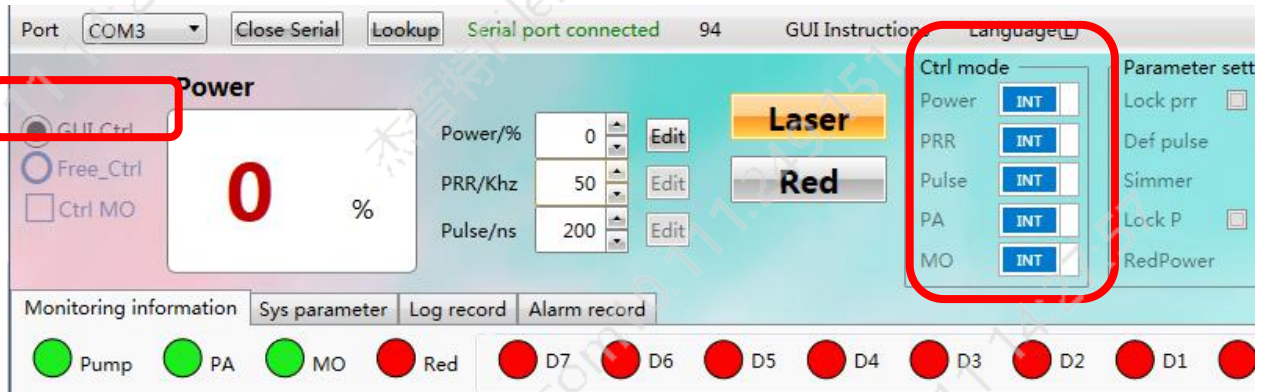 Port COM3 Close Serial Lookup Serial port connected 94 GUI Instructions Language(L)
Power
GUI Ctrl
Free_Ctrl
Ctrl MO
0 %
Power/% 0 Edit
PRR/Khz 50 Edit
Pulse/ns 200 Edit
Laser
Red
Ctrl mode
Power INT
PRR INT
Pulse INT
PA INT
MO INT
Parameter sett
Lock prr
Def pulse
Simmer
Lock P
RedPower
Monitoring information Sys parameter Log record Alarm record
Pump PA MO Red D7 D6 D5 D4 D3 D2 D1